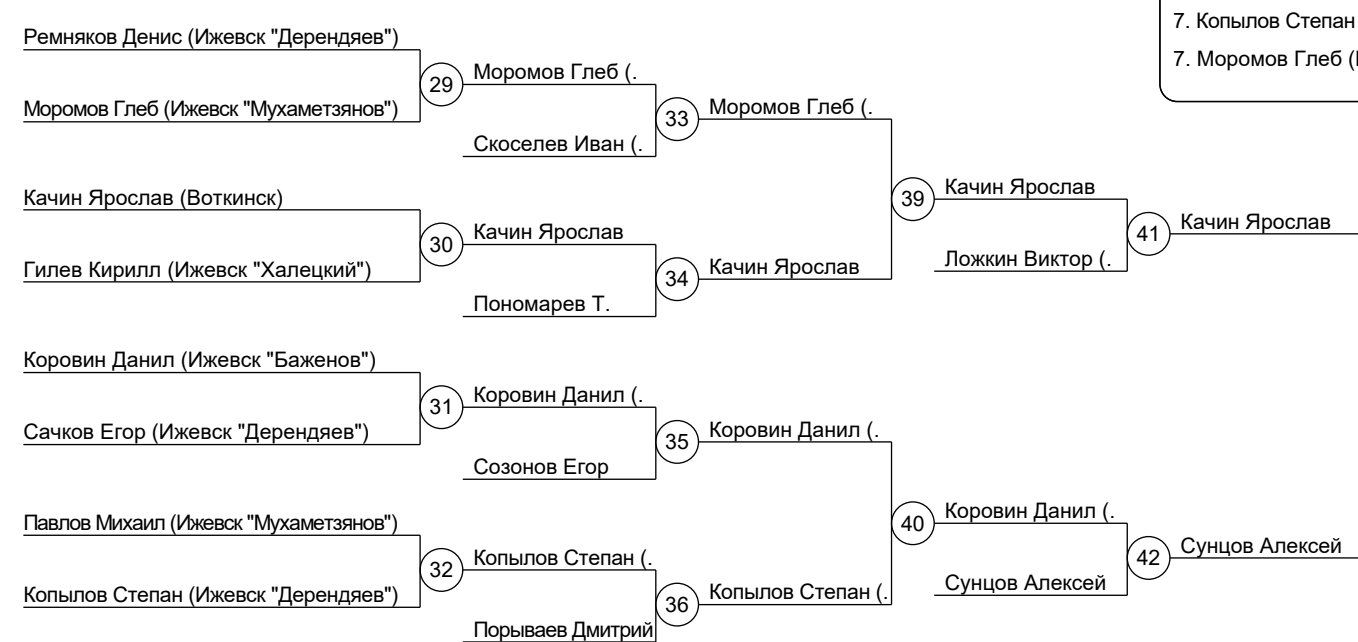 7. Копылов Степан
7. Моромов Глеб (
Ремняков Денис (Ижевск "Дерендяев")
Моромов Глеб (Ижевск "Мухаметзянов")
29
Моромов Глеб (.
Скоселев Иван (.
33
Моромов Глеб (.
Качин Ярослав (Воткинск)
Гилев Кирилл (Ижевск "Халецкий")
30
Качин Ярослав
Пономарев Т.
34
Качин Ярослав
39
Качин Ярослав
Ложкин Виктор (.
41
Качин Ярослав
Коровин Данил (Ижевск "Баженов")
Сачков Егор (Ижевск "Дерендяев")
31
Коровин Данил (.
Созонов Егор
35
Коровин Данил (.
Павлов Михаил (Ижевск "Мухаметзянов")
Копылов Степан (Ижевск "Дерендяев")
32
Копылов Степан (.
Порываев Дмитрий
36
Копылов Степан (.
40
Коровин Данил (.
Сунцов Алексей
42
Сунцов Алексей